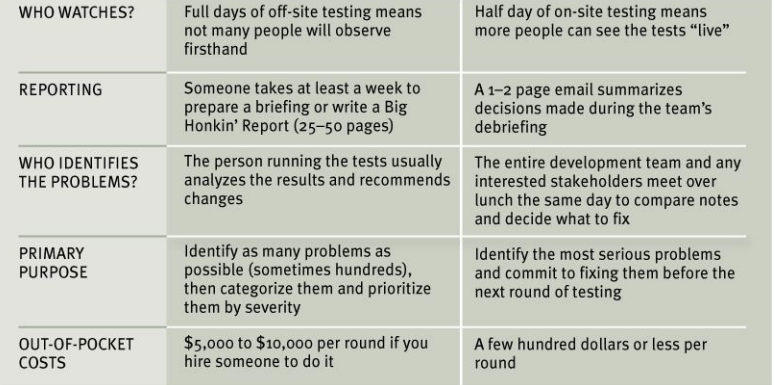 WHO WATCHES?
Full days of off-site testing means
not many people will observe
firsthand
Half day of on-site testing means
more people can see the tests “live”
REPORTING
Someone takes at least a week to
prepare a briefing or write a Big
Honkin’ Report (25–50 pages)
A 1–2 page email summarizes
decisions made during the team’s
debriefing
WHO IDENTIFIES
THE PROBLEMS?
The person running the tests usually
analyzes the results and recommends
changes
The entire development team and any
interested stakeholders meet over
lunch the same day to compare notes
and decide what to fix
PRIMARY
PURPOSE
Identify as many problems as
possible (sometimes hundreds),
then categorize them and prioritize
them by severity
Identify the most serious problems
and commit to fixing them before the
next round of testing
OUT-OF-POCKET
COSTS
$5,000 to $10,000 per round if you
hire someone to do it
A few hundred dollars or less per
round